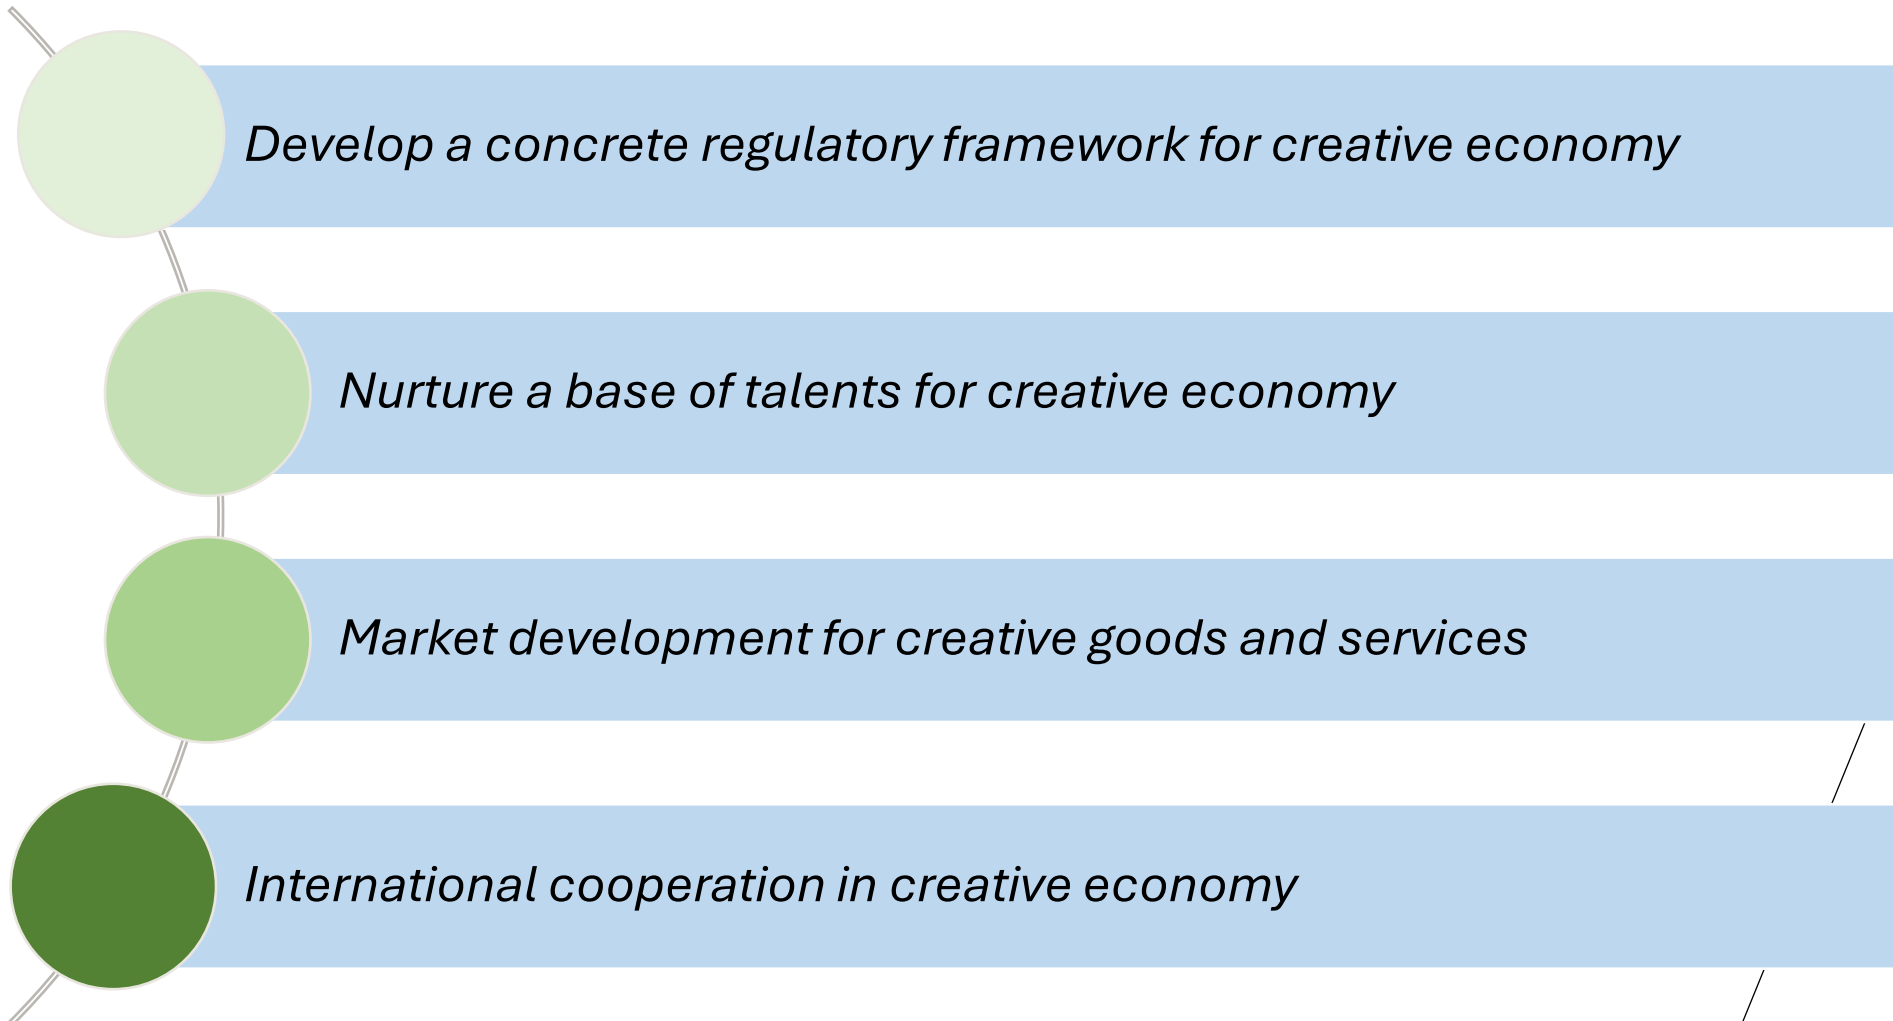 Develop a concrete regulatory framework for creative economy
Nurture a base of talents for creative economy
Market development for creative goods and services
International cooperation in creative economy